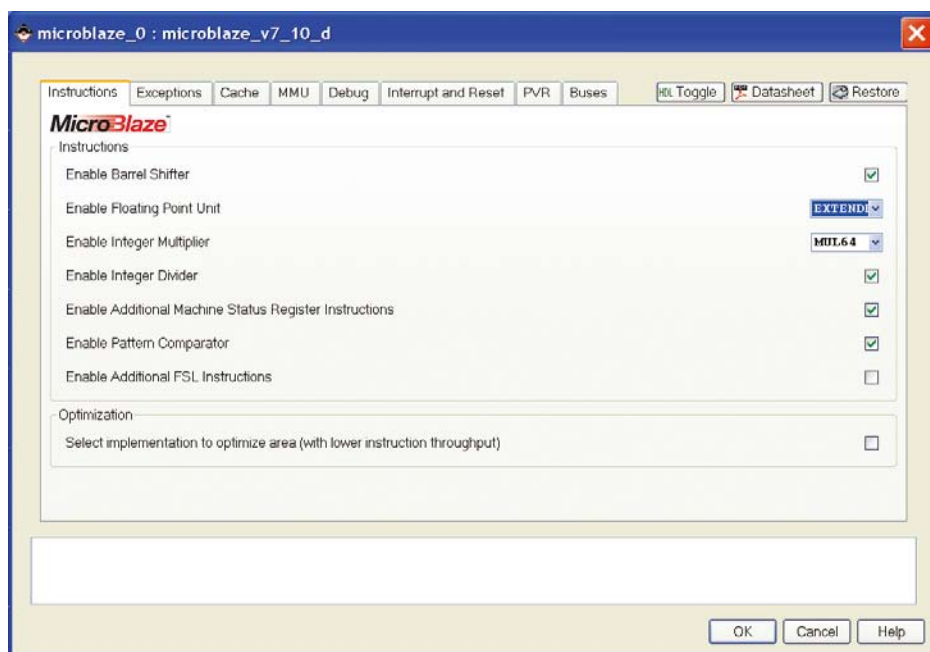 microblaze_0 : microblaze_v7_10_d
Instructions Exceptions Cache MMU Debug Interrupt and Reset PVR Buses HDL Toggle Datasheet Restore
MicroBlaze
Instructions
Enable Barrel Shifter
Enable Floating Point Unit EXTENDE
Enable Integer Multiplier MUL64
Enable Integer Divider
Enable Additional Machine Status Register Instructions
Enable Pattern Comparator
Enable Additional FSL Instructions
Optimization
Select implementation to optimize area (with lower instruction throughput)
OK Cancel Help